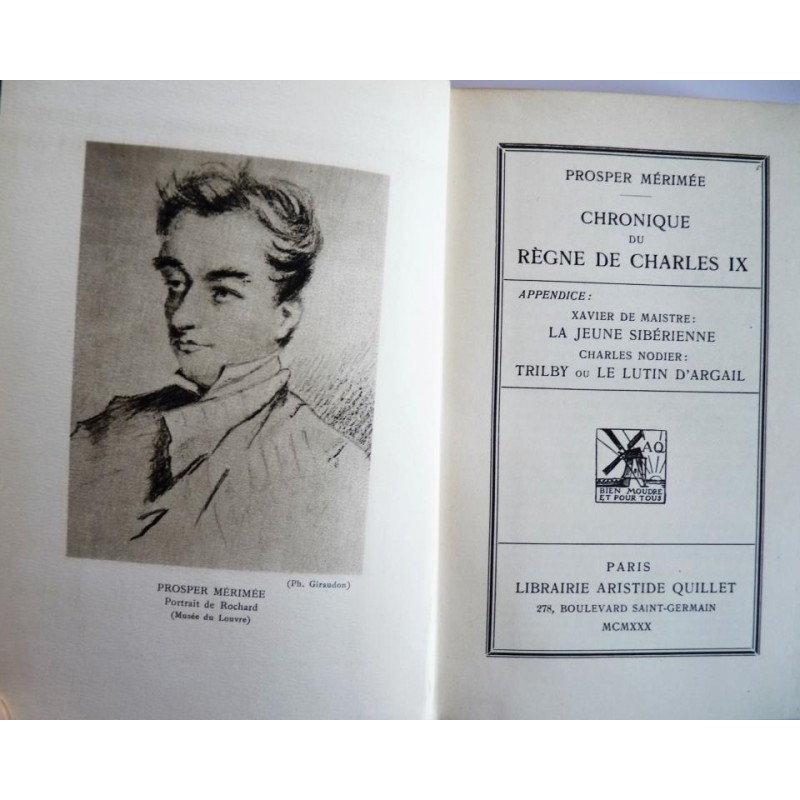 (Ph. Giraudon)
PROSPER MÉRIMÉE
Portrait de Rochard
(Musée du Louvre)
PROSPER MÉRIMÉE
CHRONIQUE
DU
RÈGNE DE CHARLES IX
APPENDICE:
XAVIER DE MAISTRE:
LA JEUNE SIBÉRIENNE
CHARLES NODIER:
TRILBY OU LE LUTIN D'ARGAIL
AQ
BIEN MOUDRE
ET POUR TOUS
PARIS
LIBRAIRIE ARISTIDE QUILLET
278, BOULEVARD SAINT-GERMAIN
MCMXXX